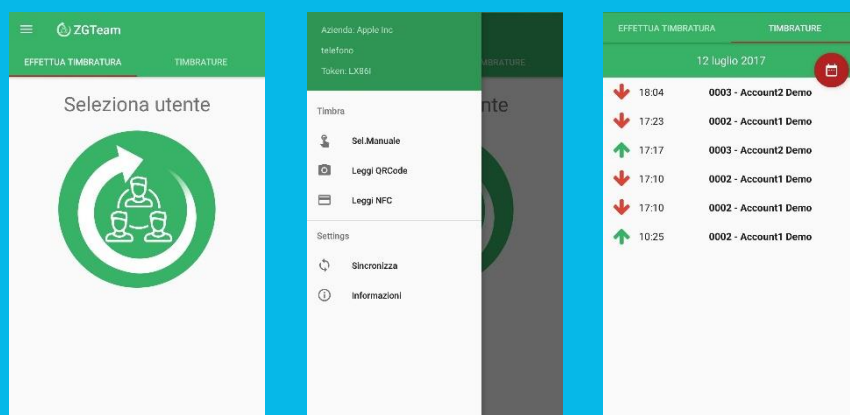 ZGTeam
EFFETTUA TIMBRATURA TIMBRATURE
Seleziona utente
Azienda: Apple Inc
telefono
Token: LX86I
MBRATURE
nte
Timbra
Sel.Manuale
Leggi QRCode
Leggi NFC
Settings
Sincronizza
Informazioni
EFFETTUA TIMBRATURA TIMBRATURE
12 luglio 2017
18:04 0003 - Account2 Demo
17:23 0002 - Account1 Demo
17:17 0003 - Account2 Demo
17:10 0002 - Account1 Demo
17:10 0002 - Account1 Demo
10:25 0002 - Account1 Demo